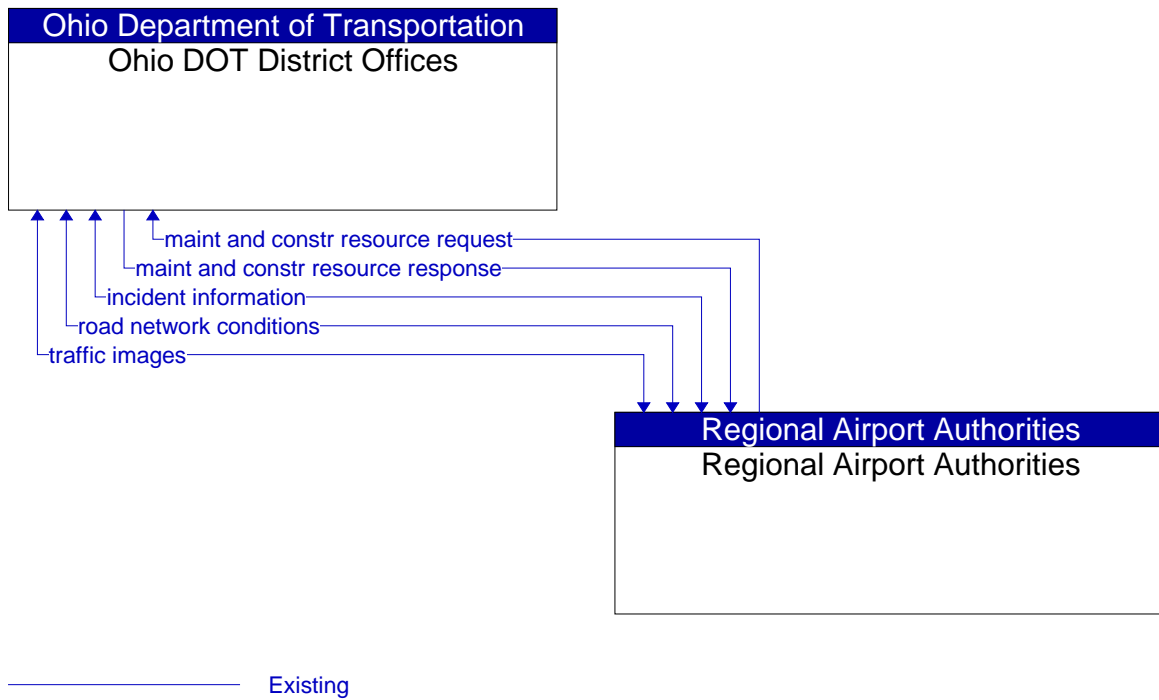 Ohio Department of Transportation
Ohio DOT District Offices
maint and constr resource request
maint and constr resource response
incident information
road network conditions
traffic images
Regional Airport Authorities
Regional Airport Authorities
Existing